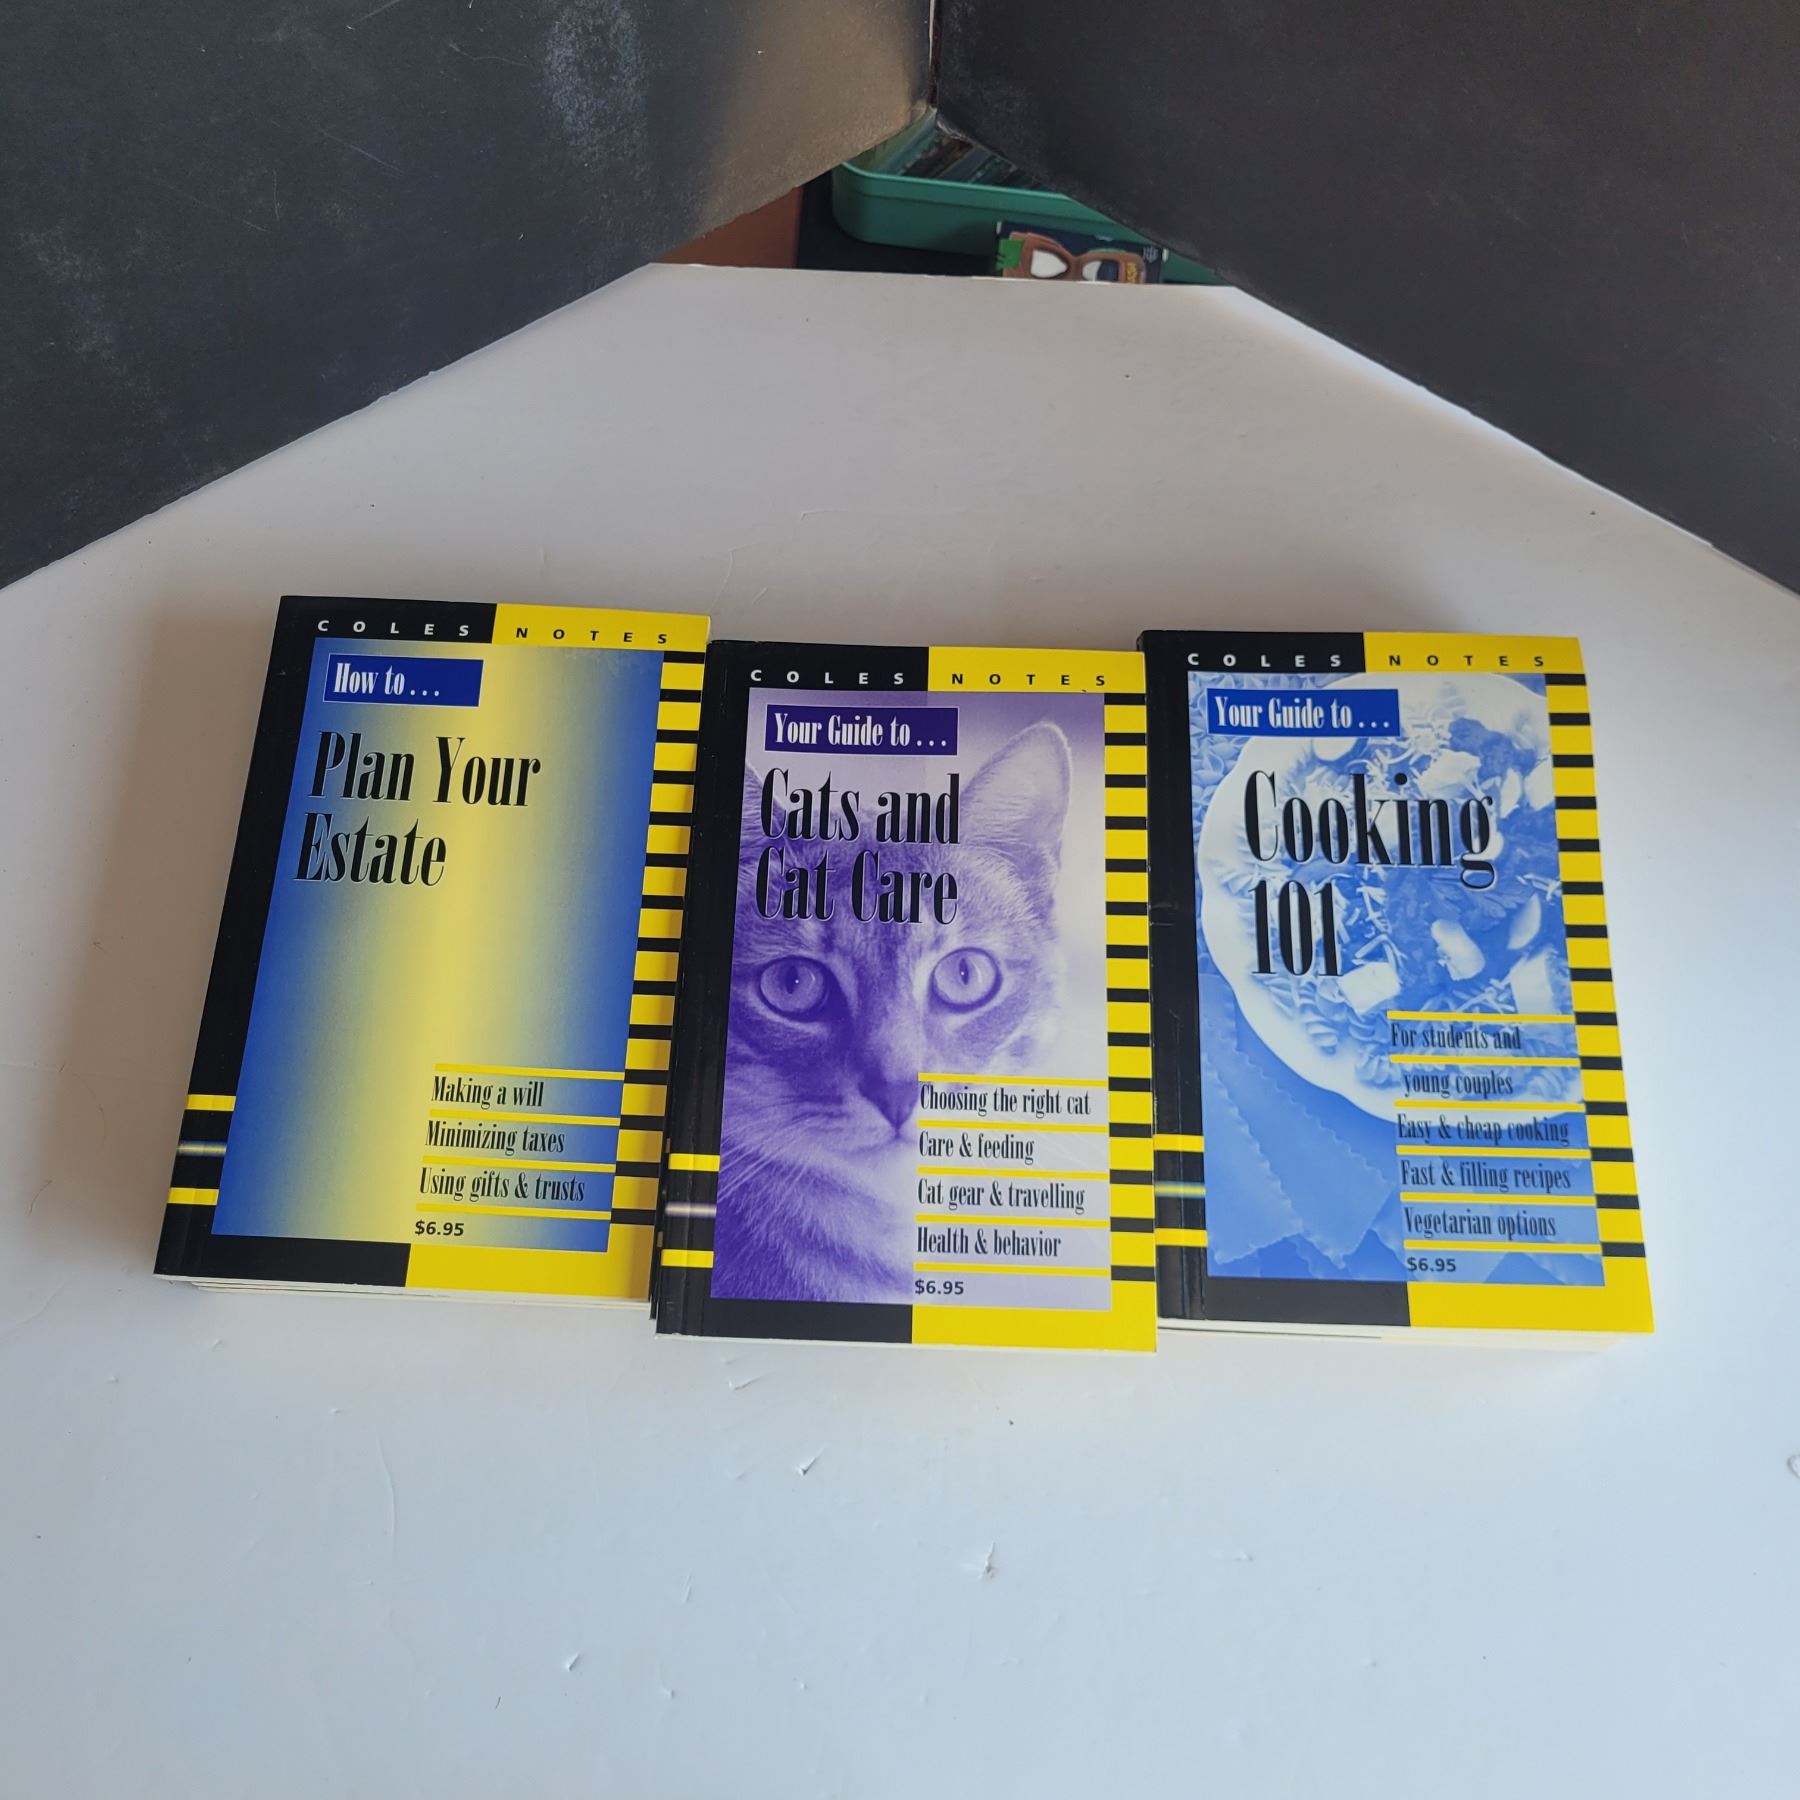 COLES NOTES
How to...
Plan Your
Estate
Making a will
Minimizing taxes
Using gifts & trusts
$6.95
COLES NOTES
Your Guide to...
Cats and
Cat Care
Choosing the right cat
Care & feeding
Cat gear & travelling
Health & behavior
$6.95
COLES NOTES
Your Guide to...
Cooking
101
For students and
young couples
Easy & cheap cooking
Fast & filling recipes
Vegetarian options
$6.95